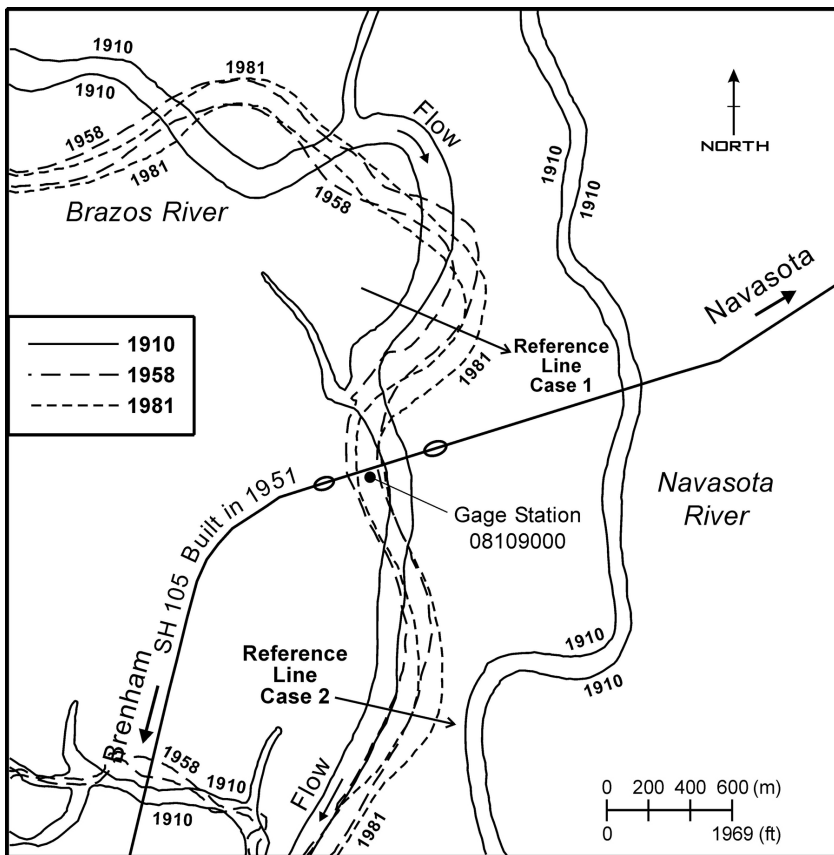 1910
1910
1981
1958
1981
1958
Brazos River
Flow
NORTH
1910
1910
Navasota
1910
1958
1981
Reference
Line
Case 1
1981
SH 105 Built in 1951
Gage Station
08109000
Navasota
River
Reference
Line
Case 2
1910
1910
Brenham
1958
1910
1910
Flow
1981
0 200 400 600 (m)
0 1969 (ft)